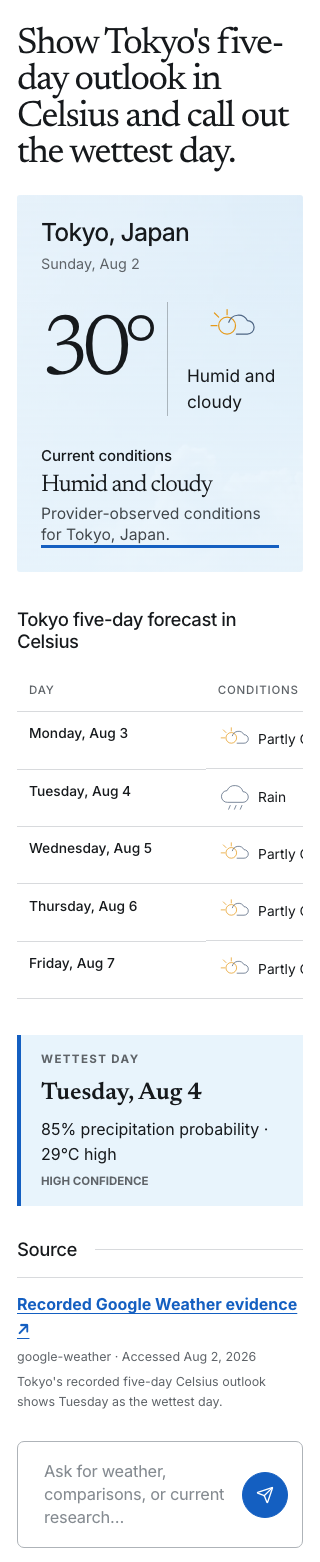 Show Tokyo's five-
day outlook in
Celsius and call out
the wettest day.
Tokyo, Japan
Sunday, Aug 2
30°
Humid and
cloudy
Current conditions
Humid and cloudy
Provider-observed conditions
for Tokyo, Japan.
Tokyo five-day forecast in
Celsius
DAY CONDITIONS
Monday, Aug 3 Partly
Tuesday, Aug 4 Rain
Wednesday, Aug 5 Partly
Thursday, Aug 6 Partly
Friday, Aug 7 Partly
WETTEST DAY
Tuesday, Aug 4
85% precipitation probability ·
29°C high
HIGH CONFIDENCE
Source
Recorded Google Weather evidence
↗
google-weather · Accessed Aug 2, 2026
Tokyo's recorded five-day Celsius outlook
shows Tuesday as the wettest day.
Ask for weather,
comparisons, or current
research...